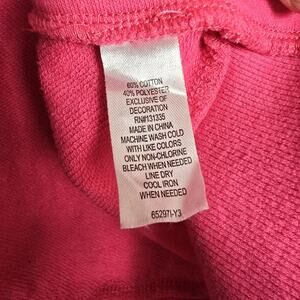 60% COTTON
40% POLYESTER
EXCLUSIVE OF
DECORATION
RN#131335
MADE IN CHINA
MACHINE WASH COLD
WITH LIKE COLORS
ONLY NON-CHLORINE
BLEACH WHEN NEEDED
LINE DRY
COOL IRON
WHEN NEEDED
65297I-Y3